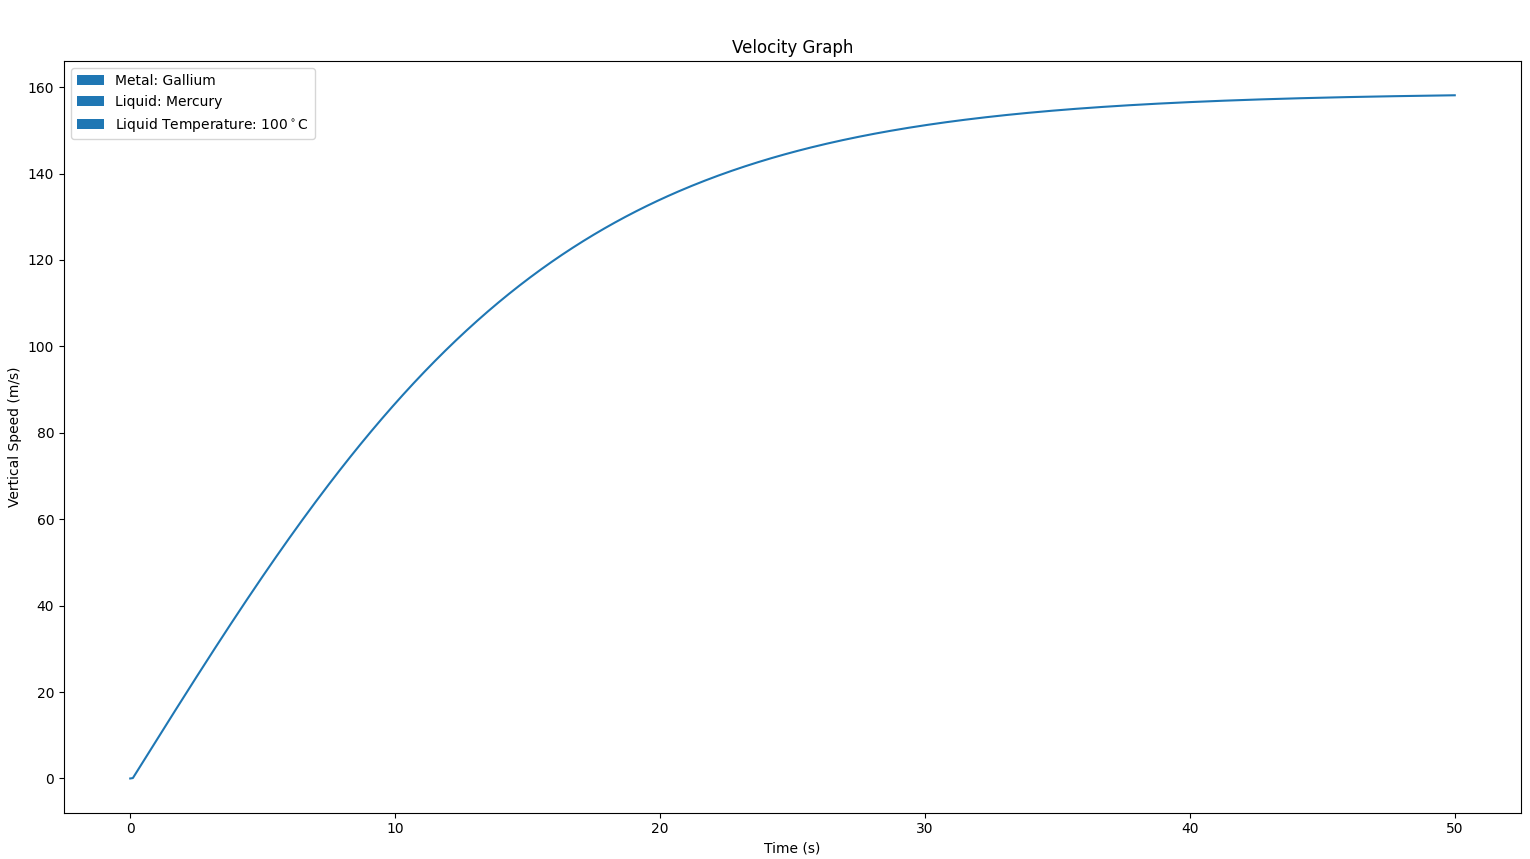 Velocity Graph
Metal: Gallium
Liquid: Mercury
Liquid Temperature: 100°C
160
140
120
100
80
60
40
20
0
Vertical Speed (m/s)
0 10 20 30 40 50
Time (s)